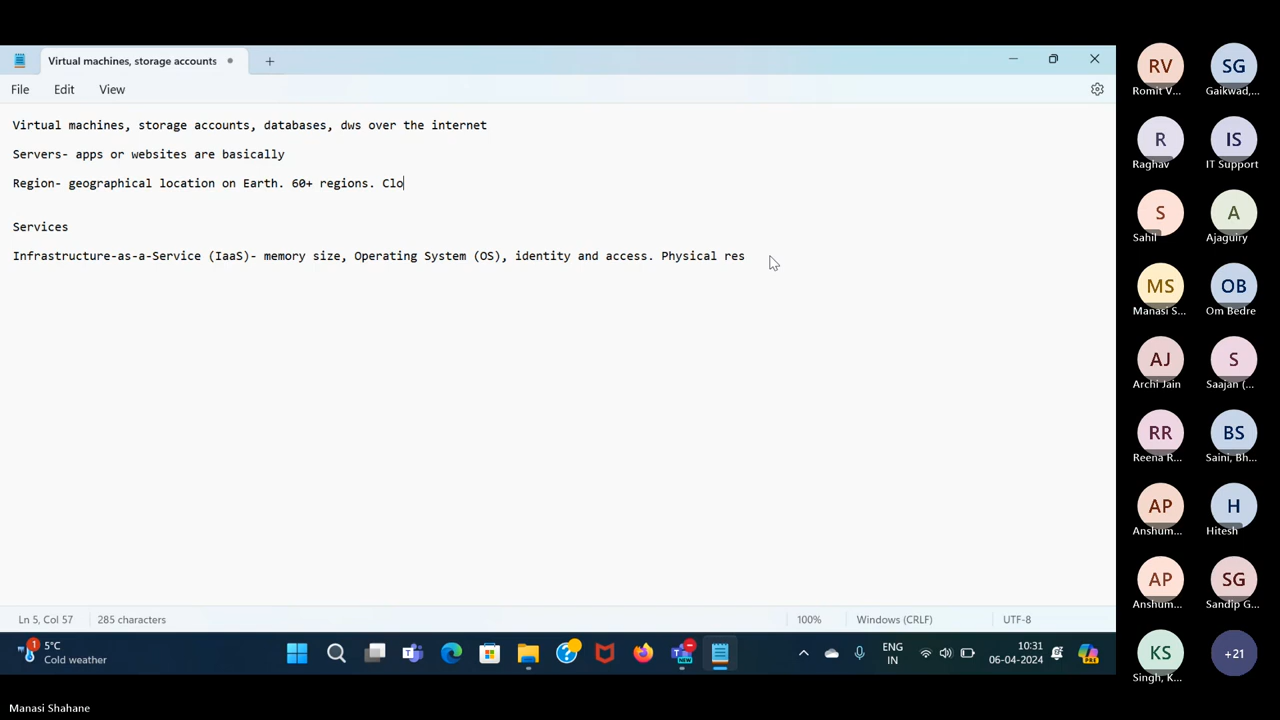 Virtual machines, storage accounts
File Edit View
Virtual machines, storage accounts, databases, dws over the internet
Servers- apps or websites are basically
Region- geographical location on Earth. 60+ regions. Clo
Services
Infrastructure-as-a-Service (IaaS)- memory size, Operating System (OS), identity and access. Physical res
Ln 5, Col 57 285 characters 100% Windows (CRLF) UTF-8
1 5°C
Cold weather
NEW
ENG
IN
10:31
06-04-2024
PRE
RV SG
Romit V... Gaikwad,...
R IS
Raghav IT Support
S A
Sahil Ajaguiry
MS OB
Manasi S... Om Bedre
AJ S
Archi Jain Saajan (...
RR BS
Reena R... Saini, Bh...
AP H
Anshum... Hitesh
AP SG
Anshum... Sandip G...
KS +21
Singh, K...
Manasi Shahane